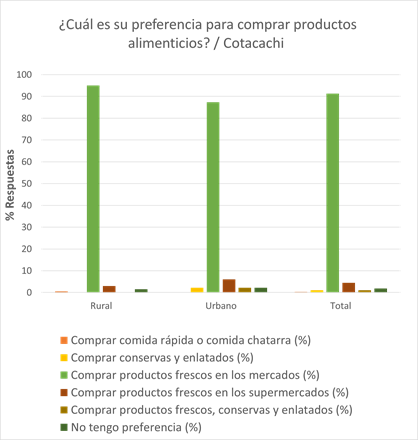 ¿Cuál es su preferencia para comprar productos
alimenticios? / Cotacachi
% Respuestas
100
90
80
70
60
50
40
30
20
10
0
Rural Urbano Total
Comprar comida rápida o comida chatarra (%)
Comprar conservas y enlatados (%)
Comprar productos frescos en los mercados (%)
Comprar productos frescos en los supermercados (%)
Comprar productos frescos, conservas y enlatados (%)
No tengo preferencia (%)